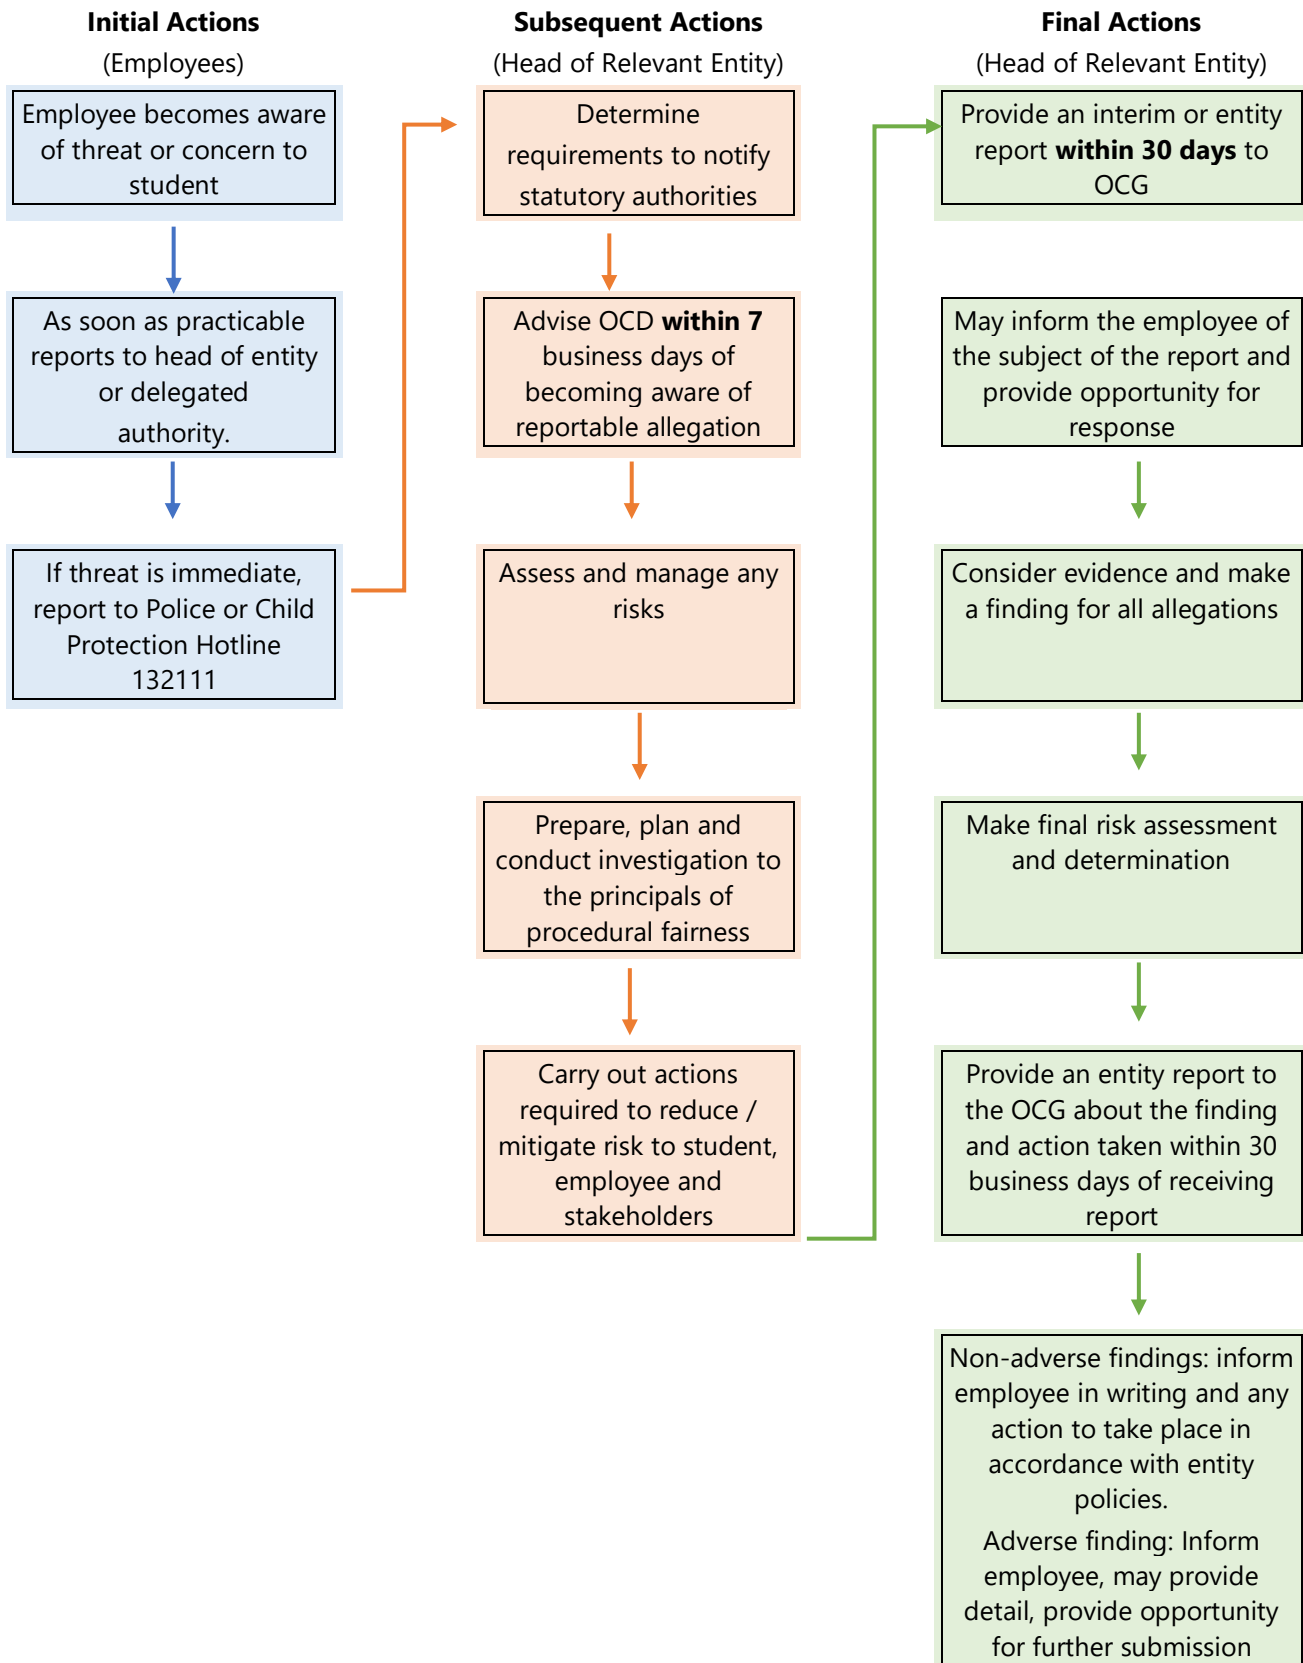 Initial Actions
(Employees)
Employee becomes aware
of threat or concern to
student
As soon as practicable
reports to head of entity
or delegated
authority.
If threat is immediate,
report to Police or Child
Protection Hotline
132111
Subsequent Actions
(Head of Relevant Entity)
Determine
requirements to notify
statutory authorities
Advise OCD within 7
business days of
becoming aware of
reportable allegation
Assess and manage any
risks
Prepare, plan and
conduct investigation to
the principals of
procedural fairness
Carry out actions
required to reduce /
mitigate risk to student,
employee and
stakeholders
Final Actions
(Head of Relevant Entity)
Provide an interim or entity
report within 30 days to
OCG
May inform the employee of
the subject of the report and
provide opportunity for
response
Consider evidence and make
a finding for all allegations
Make final risk assessment
and determination
Provide an entity report to
the OCG about the finding
and action taken within 30
business days of receiving
report
Non-adverse findings: inform
employee in writing and any
action to take place in
accordance with entity
policies.
Adverse finding: Inform
employee, may provide
detail, provide opportunity
for further submission